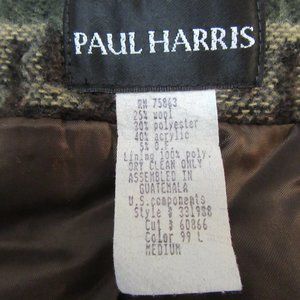 PAUL HARRIS
RN 75863
25% wool
30% polyester
40% acrylic
5% O.F.
Lining 100% poly.
DRY CLEAN ONLY
ASSEMBLED IN
GUATEMALA
U.S. components
Style # 331988
Cut # 60866
Color 99 L
MEDIUM